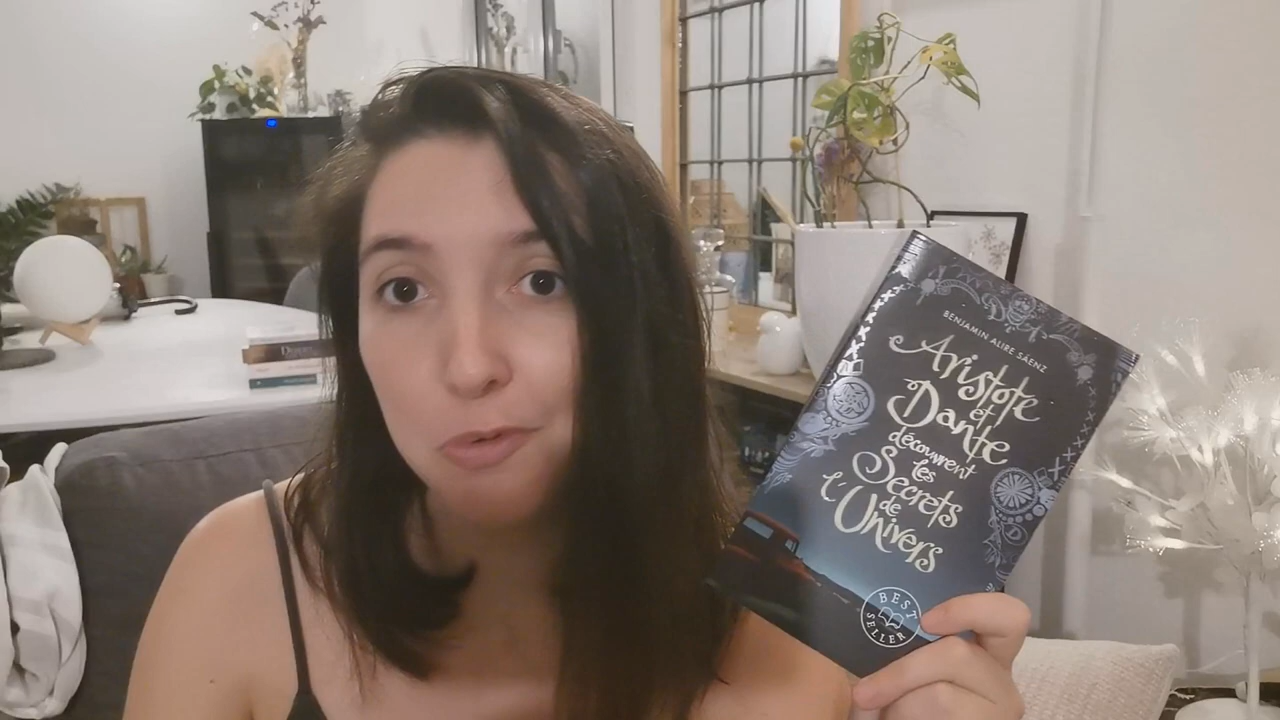 BENJAMIN ALIRE SÁENZ
Aristote
et
Dante
découvrent
les
Secrets
de
l'Univers
BEST
SELLER